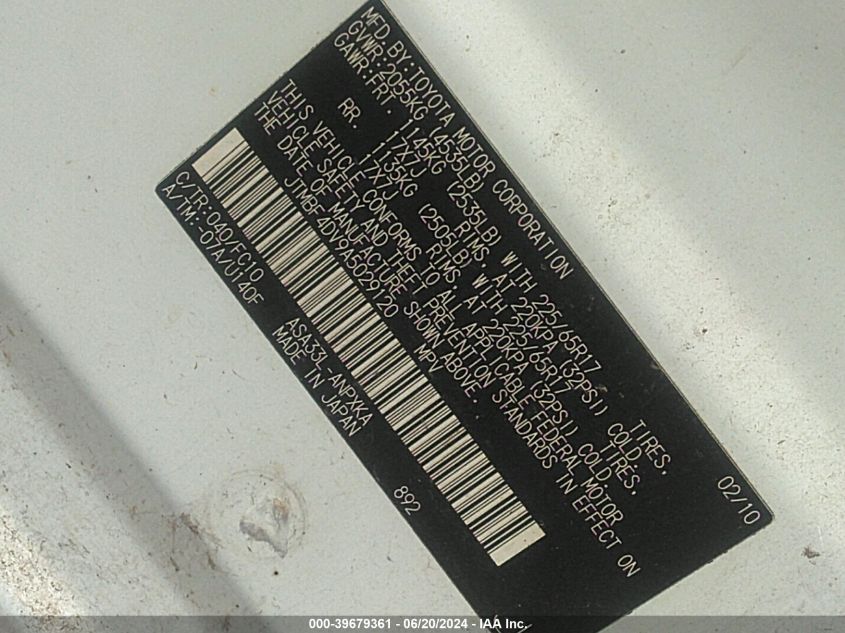 MFD. BY: TOYOTA MOTOR CORPORATION 02/10
GVWR: 2055KG (4535LB)
GAWR: FRT. 1145KG (2535LB) WITH 225/65R17 TIRES,
17X7J RIMS, AT 220KPA (32PSI) COLD.
RR. 1135KG (2505LB) WITH 225/65R17 TIRES,
17X7J RIMS, AT 220KPA (32PSI) COLD.
THIS VEHICLE CONFORMS TO ALL APPLICABLE FEDERAL MOTOR
VEHICLE SAFETY AND THEFT PREVENTION STANDARDS IN EFFECT ON
THE DATE OF MANUFACTURE SHOWN ABOVE.
JTMBF4DV9A5029120 MPV
C/TR: 040/FC10 ASA33L-ANPXKA 892
A/TM: -07A/U140F MADE IN JAPAN
000-39679361 - 06/20/2024 - IAA Inc.